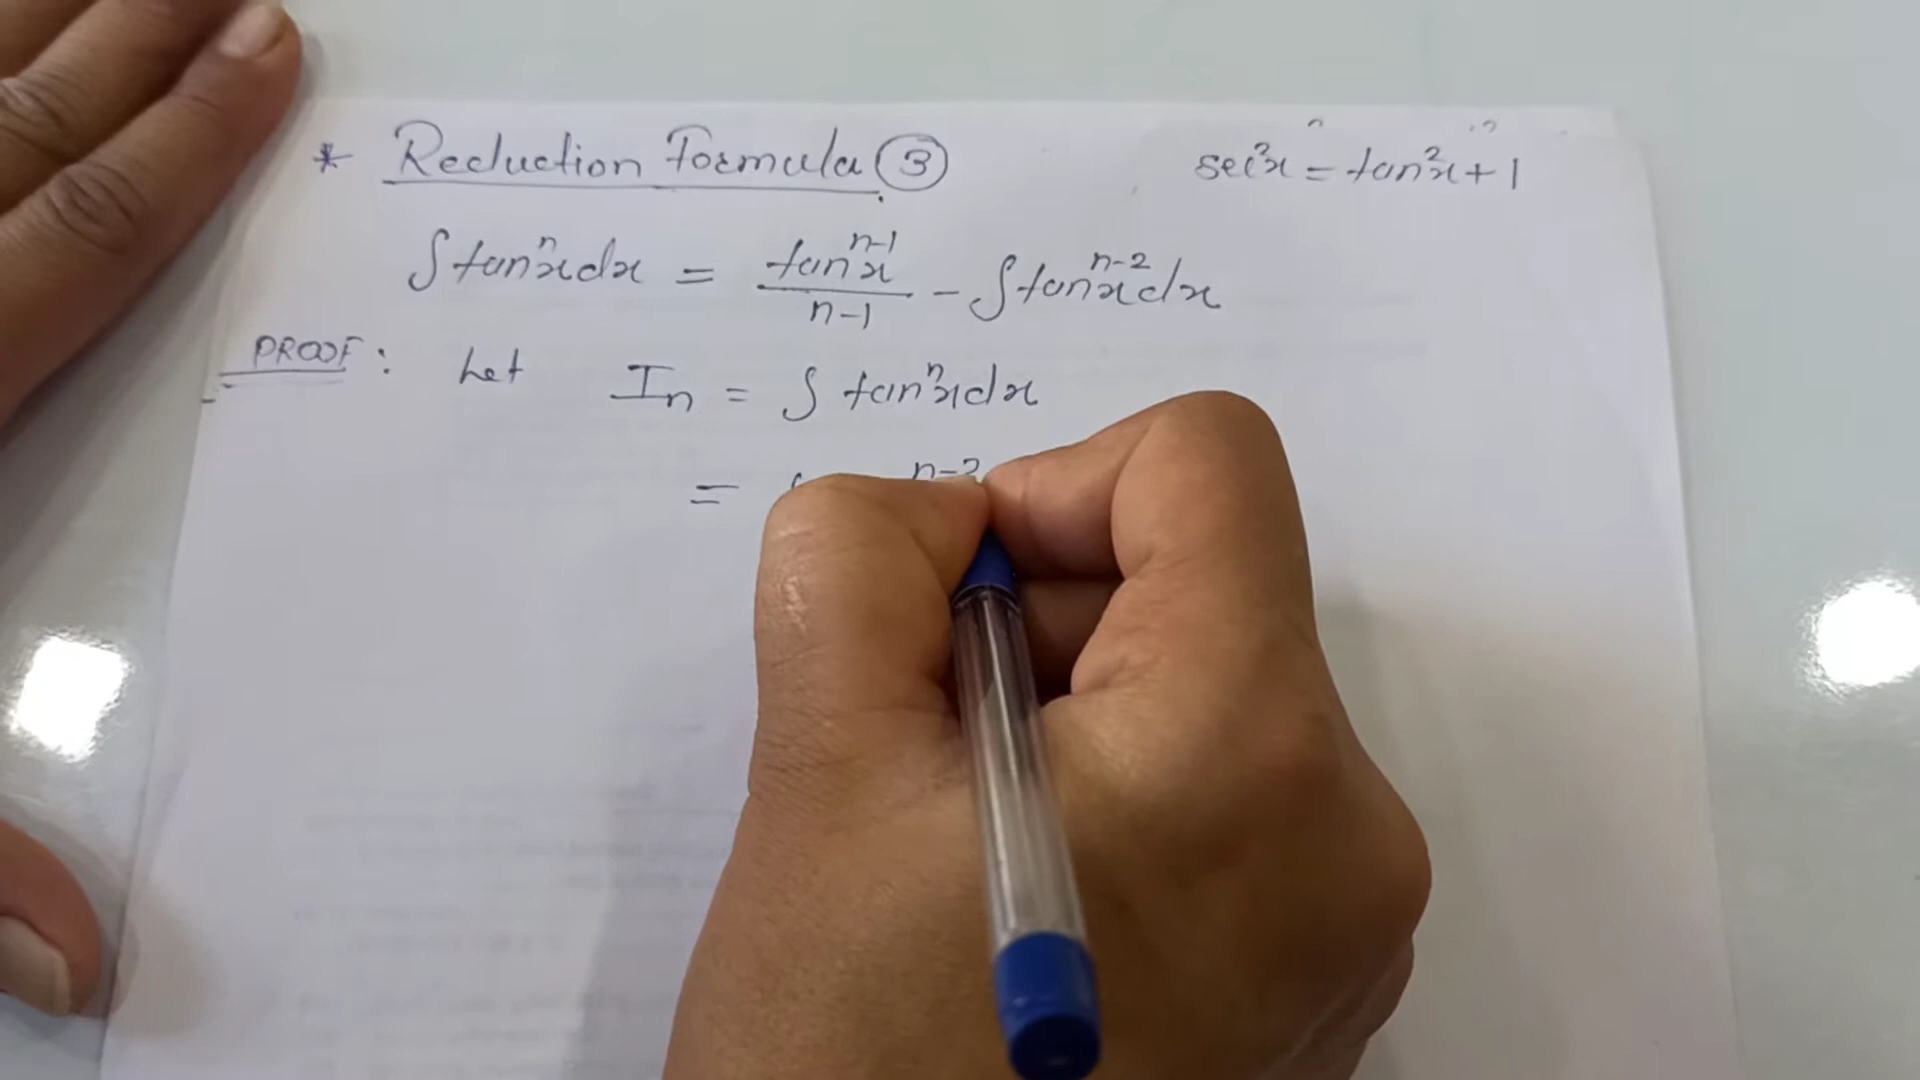 * Reduction Formula ③
sec²x = tan²x + 1
∫tanⁿx dx = tanⁿ⁻¹x / n-1 - ∫tanⁿ⁻²x dx
PROOF : Let Iₙ = ∫ tanⁿx dx
= ∫ n-2